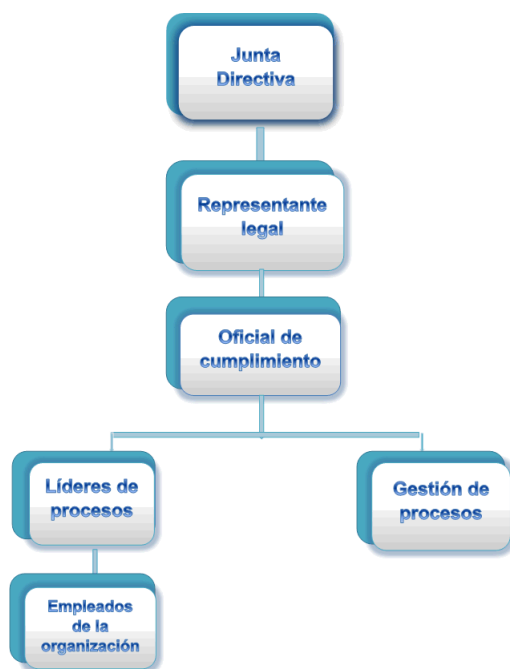 Junta
Directiva
Representante
legal
Oficial de
cumplimiento
Líderes de
procesos
Gestión de
procesos
Empleados
de la
organización